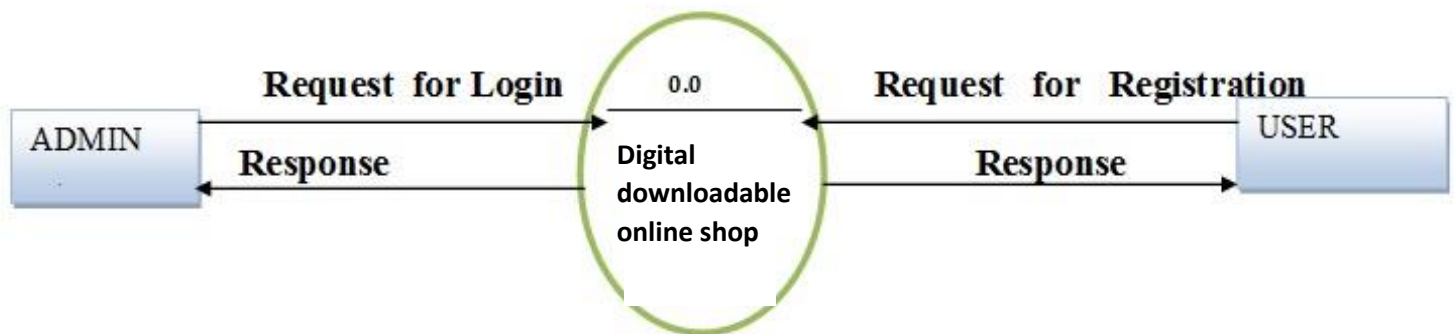 Request for Login
0.0
Request for Registration
ADMIN
USER
Response
Digital
downloadable
online shop
Response